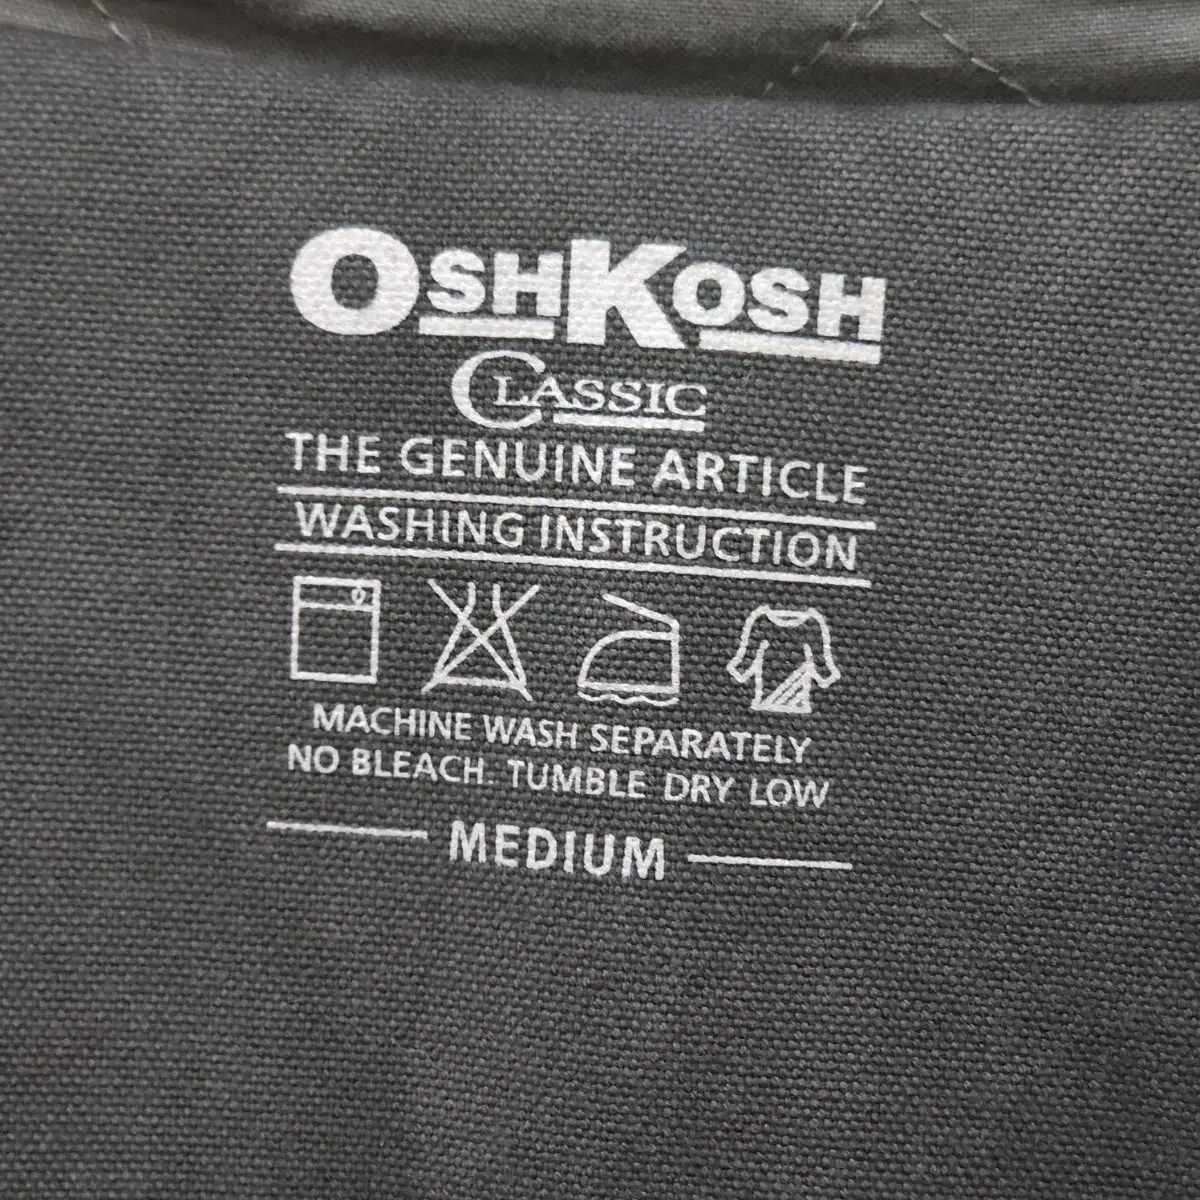 OSHKOSH
CLASSIC
THE GENUINE ARTICLE
WASHING INSTRUCTION
MACHINE WASH SEPARATELY
NO BLEACH. TUMBLE DRY LOW
MEDIUM